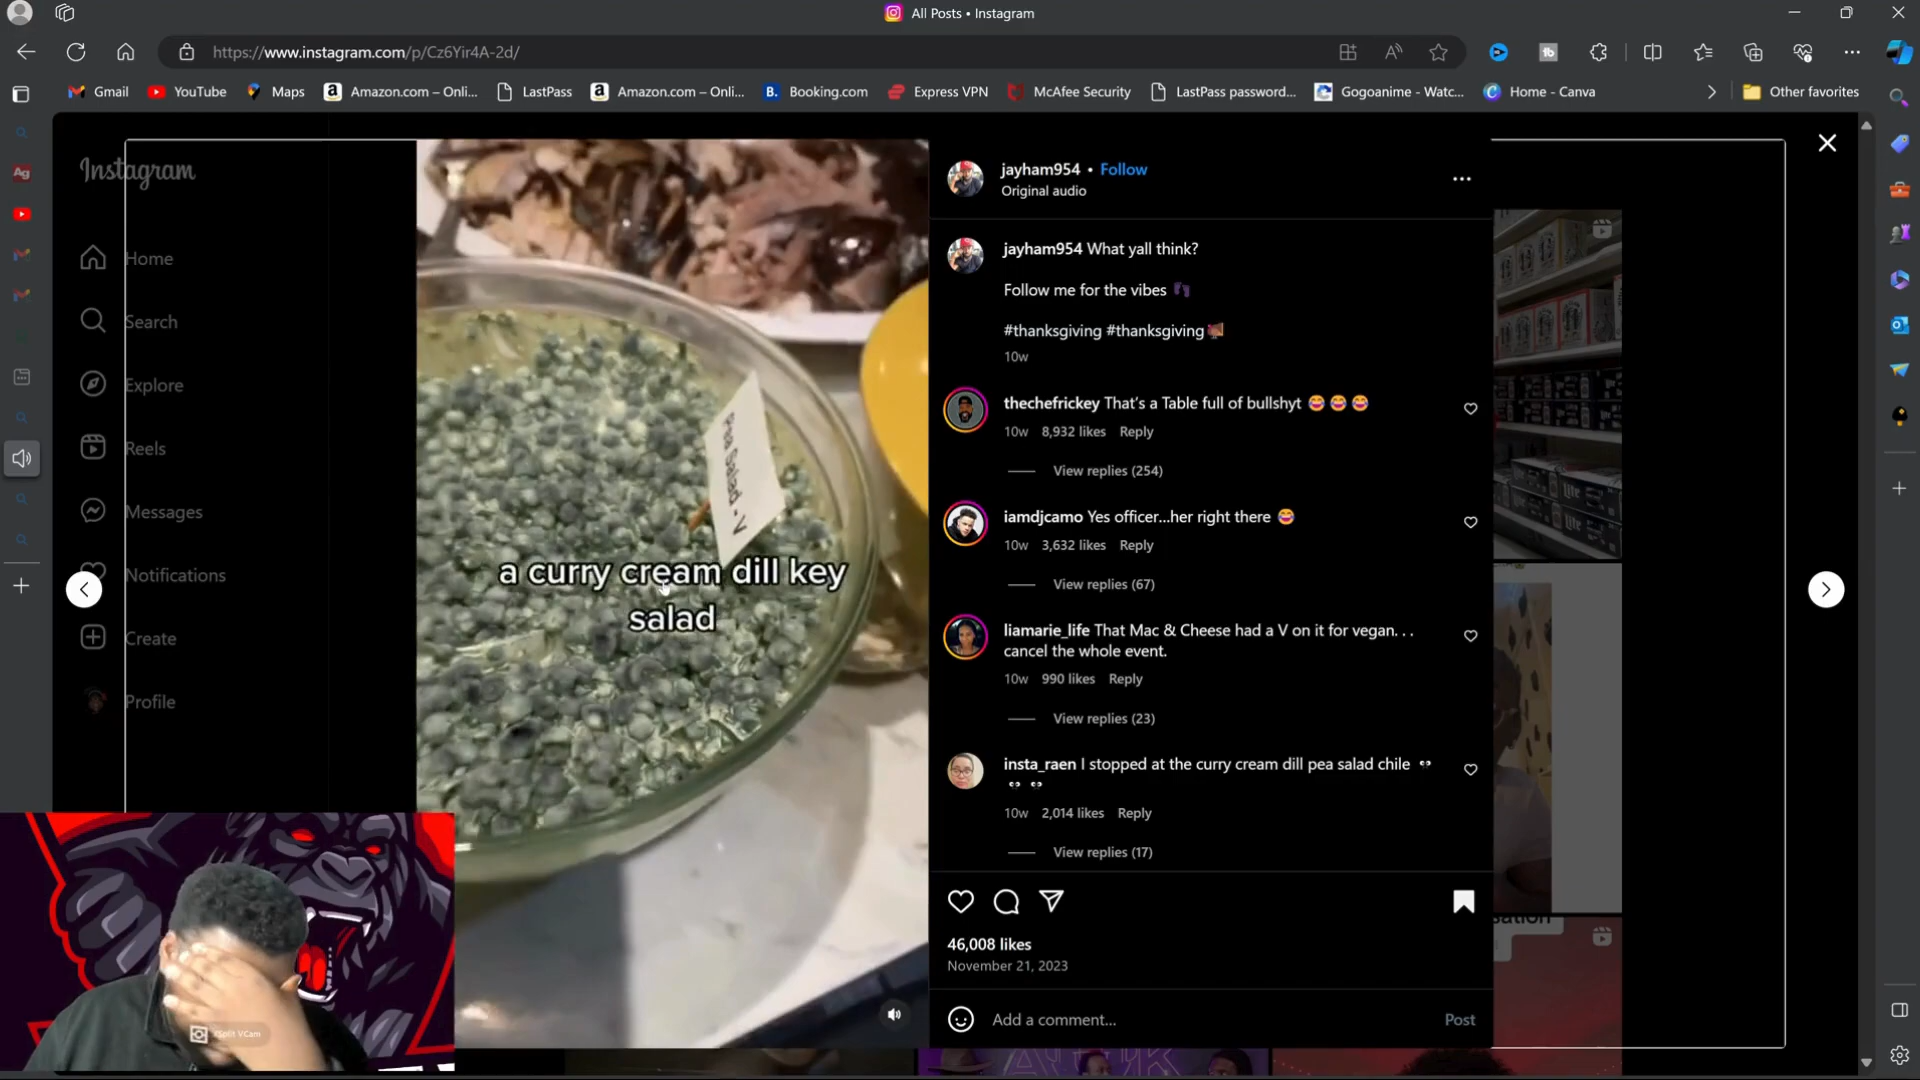 All Posts • Instagram
https://www.instagram.com/p/Cz6Yir4A-2d/
Gmail
YouTube
Maps
Amazon.com – Onli...
LastPass
Amazon.com – Onli...
Booking.com
Express VPN
McAfee Security
LastPass password...
Gogoanime - Watc...
Home - Canva
Other favorites
Instagram
Home
Search
Explore
Reels
Messages
Notifications
Create
Profile
Pea Salad - V
a curry cream dill key
salad
jayham954 • Follow
Original audio
jayham954 What yall think?
Follow me for the vibes 👣
#thanksgiving #thanksgiving🦃
10w
thechefrickey That's a Table full of bullshyt 😂 😂 😂
10w 8,932 likes Reply
View replies (254)
iamdjcamo Yes officer...her right there 😂
10w 3,632 likes Reply
View replies (67)
liamarie_life That Mac & Cheese had a V on it for vegan. . .
cancel the whole event.
10w 990 likes Reply
View replies (23)
insta_raen I stopped at the curry cream dill pea salad chile 👀
👀 👀
10w 2,014 likes Reply
View replies (17)
46,008 likes
November 21, 2023
Add a comment...
Post
XSplit VCam